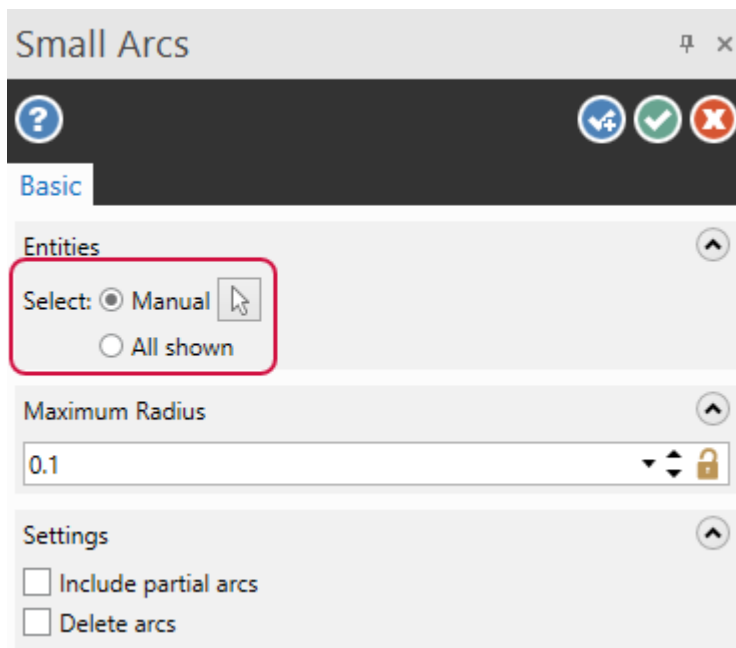 Small Arcs
Basic
Entities
Select: Manual
All shown
Maximum Radius
0.1
Settings
Include partial arcs
Delete arcs